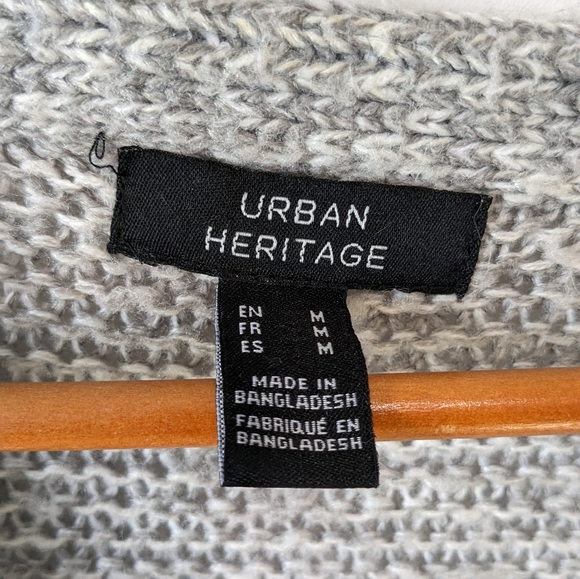 URBAN
HERITAGE
EN M
FR M
ES M
MADE IN
BANGLADESH
FABRIQUÉ EN
BANGLADESH